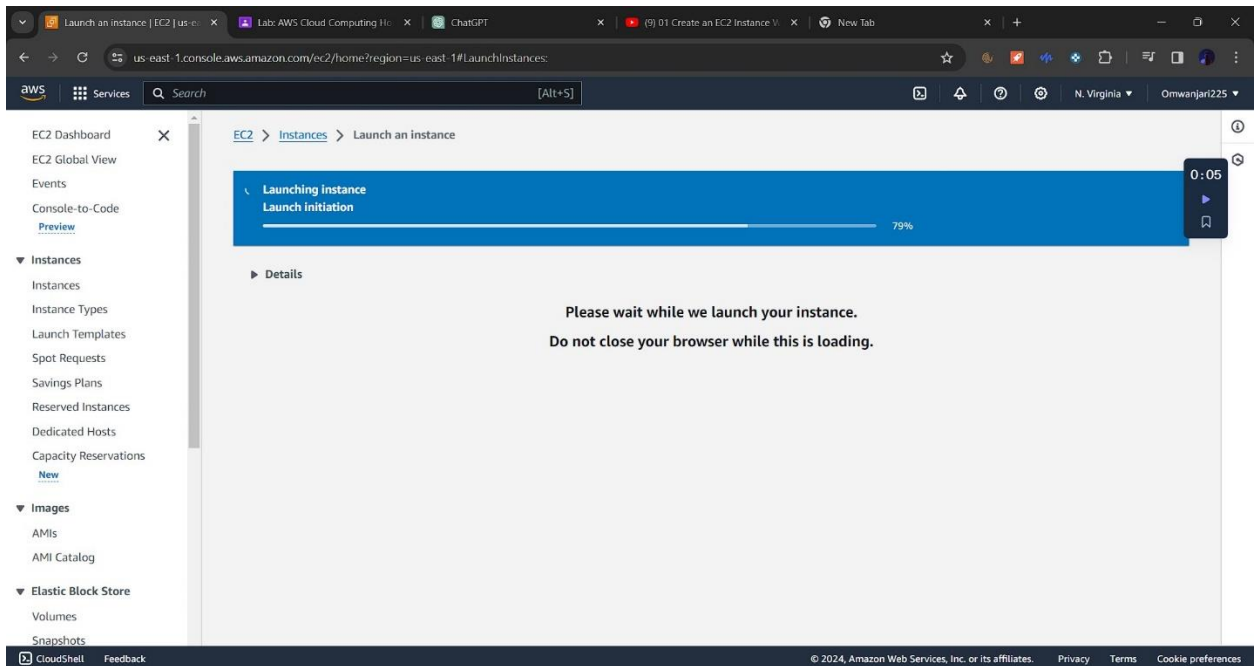 Launch an instance | EC2 | us-ea
Lab: AWS Cloud Computing Ho
ChatGPT
(9) 01 Create an EC2 Instance W
New Tab
us-east-1.console.aws.amazon.com/ec2/home?region=us-east-1#LaunchInstances:
aws
Services
Search
[Alt+S]
N. Virginia
Omwanjari225
EC2 Dashboard
EC2 Global View
Events
Console-to-Code
Preview
Instances
Instances
Instance Types
Launch Templates
Spot Requests
Savings Plans
Reserved Instances
Dedicated Hosts
Capacity Reservations
New
Images
AMIs
AMI Catalog
Elastic Block Store
Volumes
Snapshots
EC2 > Instances > Launch an instance
Launching instance
Launch initiation
79%
0:05
Details
Please wait while we launch your instance.
Do not close your browser while this is loading.
CloudShell Feedback
© 2024, Amazon Web Services, Inc. or its affiliates. Privacy Terms Cookie preferences